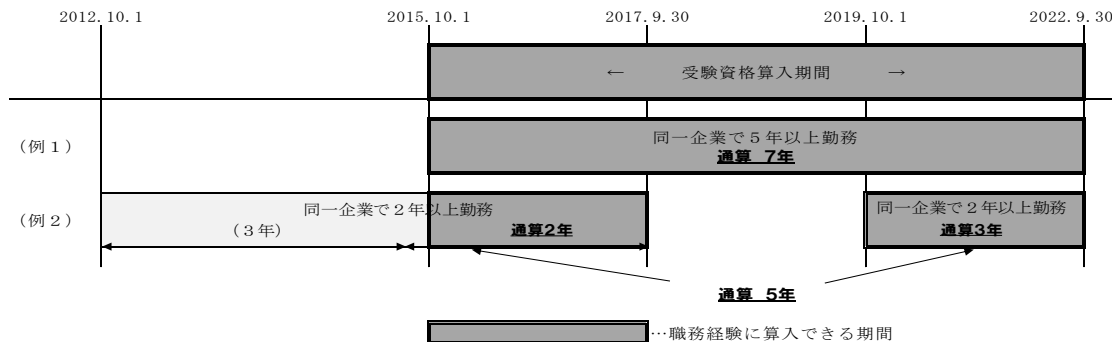 2012.10.1 2015.10.1 2017.9.30 2019.10.1 2022.9.30
← 受験資格算入期間 →
(例1) 同一企業で5年以上勤務
通算 7年
(例2) 同一企業で2年以上勤務 同一企業で2年以上勤務
(3年) 通算2年 通算3年
通算 5年
…職務経験に算入できる期間